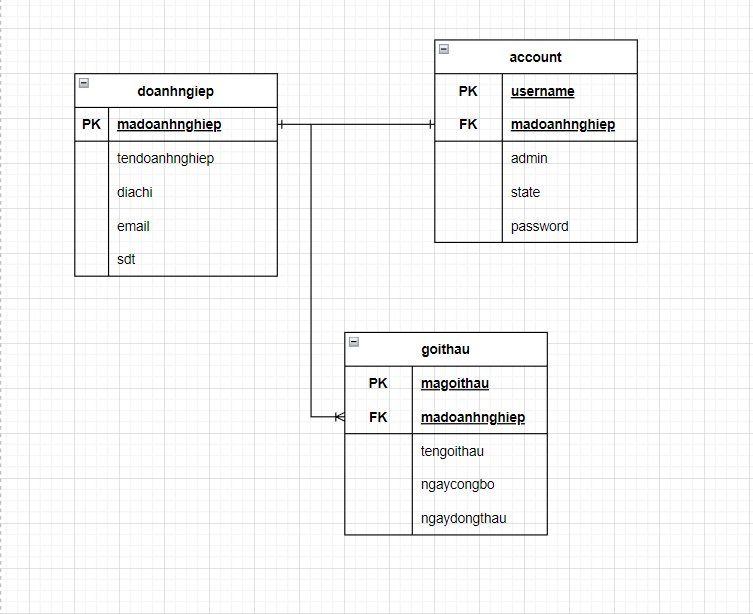 doanhngiep
PK madoanhnghiep
tendoanhnghiep
diachi
email
sdt
account
PK username
FK madoanhnghiep
admin
state
password
goithau
PK magoithau
FK madoanhnghiep
tengoithau
ngaycongbo
ngaydongthau